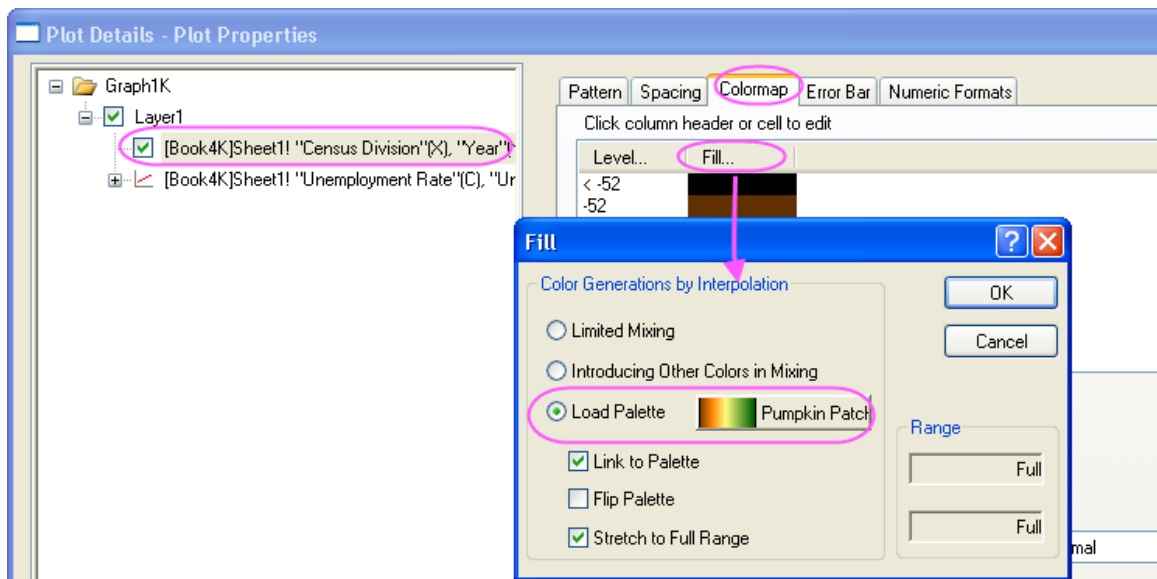 Plot Details - Plot Properties
Graph1K
Layer1
[Book4K]Sheet1! "Census Division"(X), "Year"(
[Book4K]Sheet1! "Unemployment Rate"(C), "Ur
Pattern Spacing Colormap Error Bar Numeric Formats
Click column header or cell to edit
Level... Fill...
< -52
-52
Fill
Color Generations by Interpolation
Limited Mixing
Introducing Other Colors in Mixing
Load Palette Pumpkin Patch
Link to Palette
Flip Palette
Stretch to Full Range
OK
Cancel
Range
Full
Full
mal